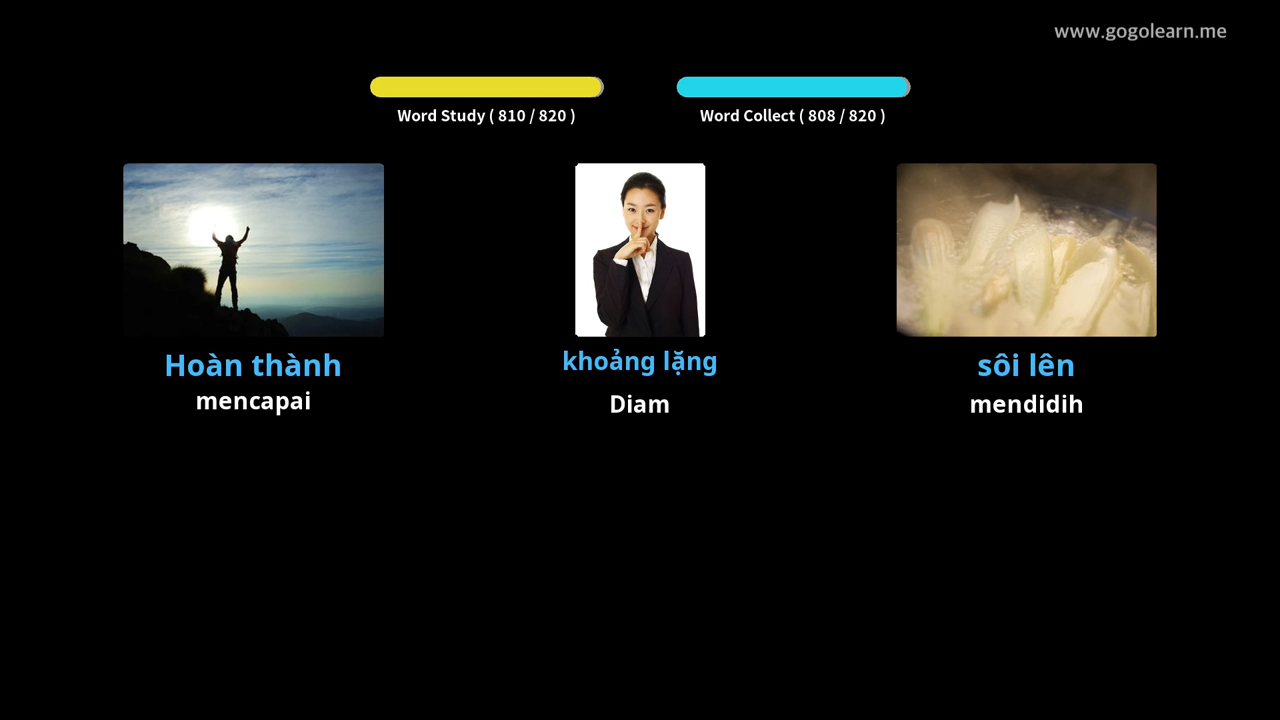 www.gogolearn.me
Word Study ( 810 / 820 )
Word Collect ( 808 / 820 )
Hoàn thành
mencapai
khoảng lặng
Diam
sôi lên
mendidih